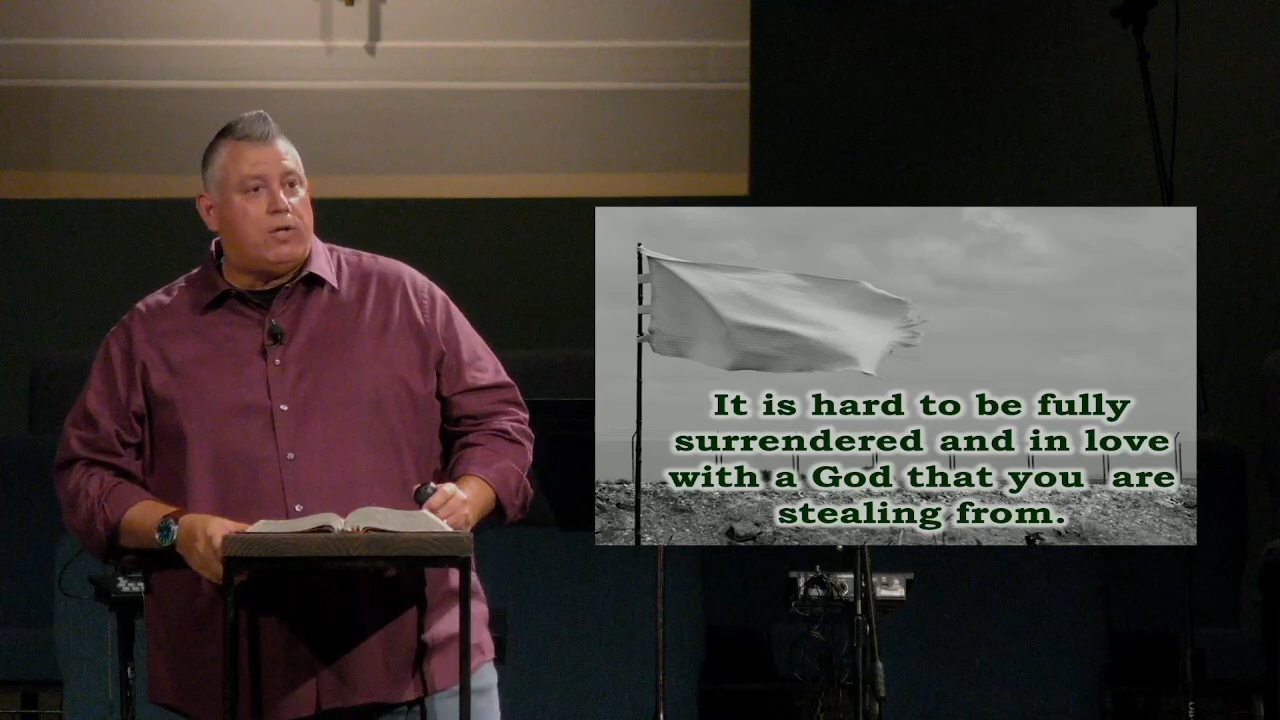 It is hard to be fully
surrendered and in love
with a God that you  are
stealing from.